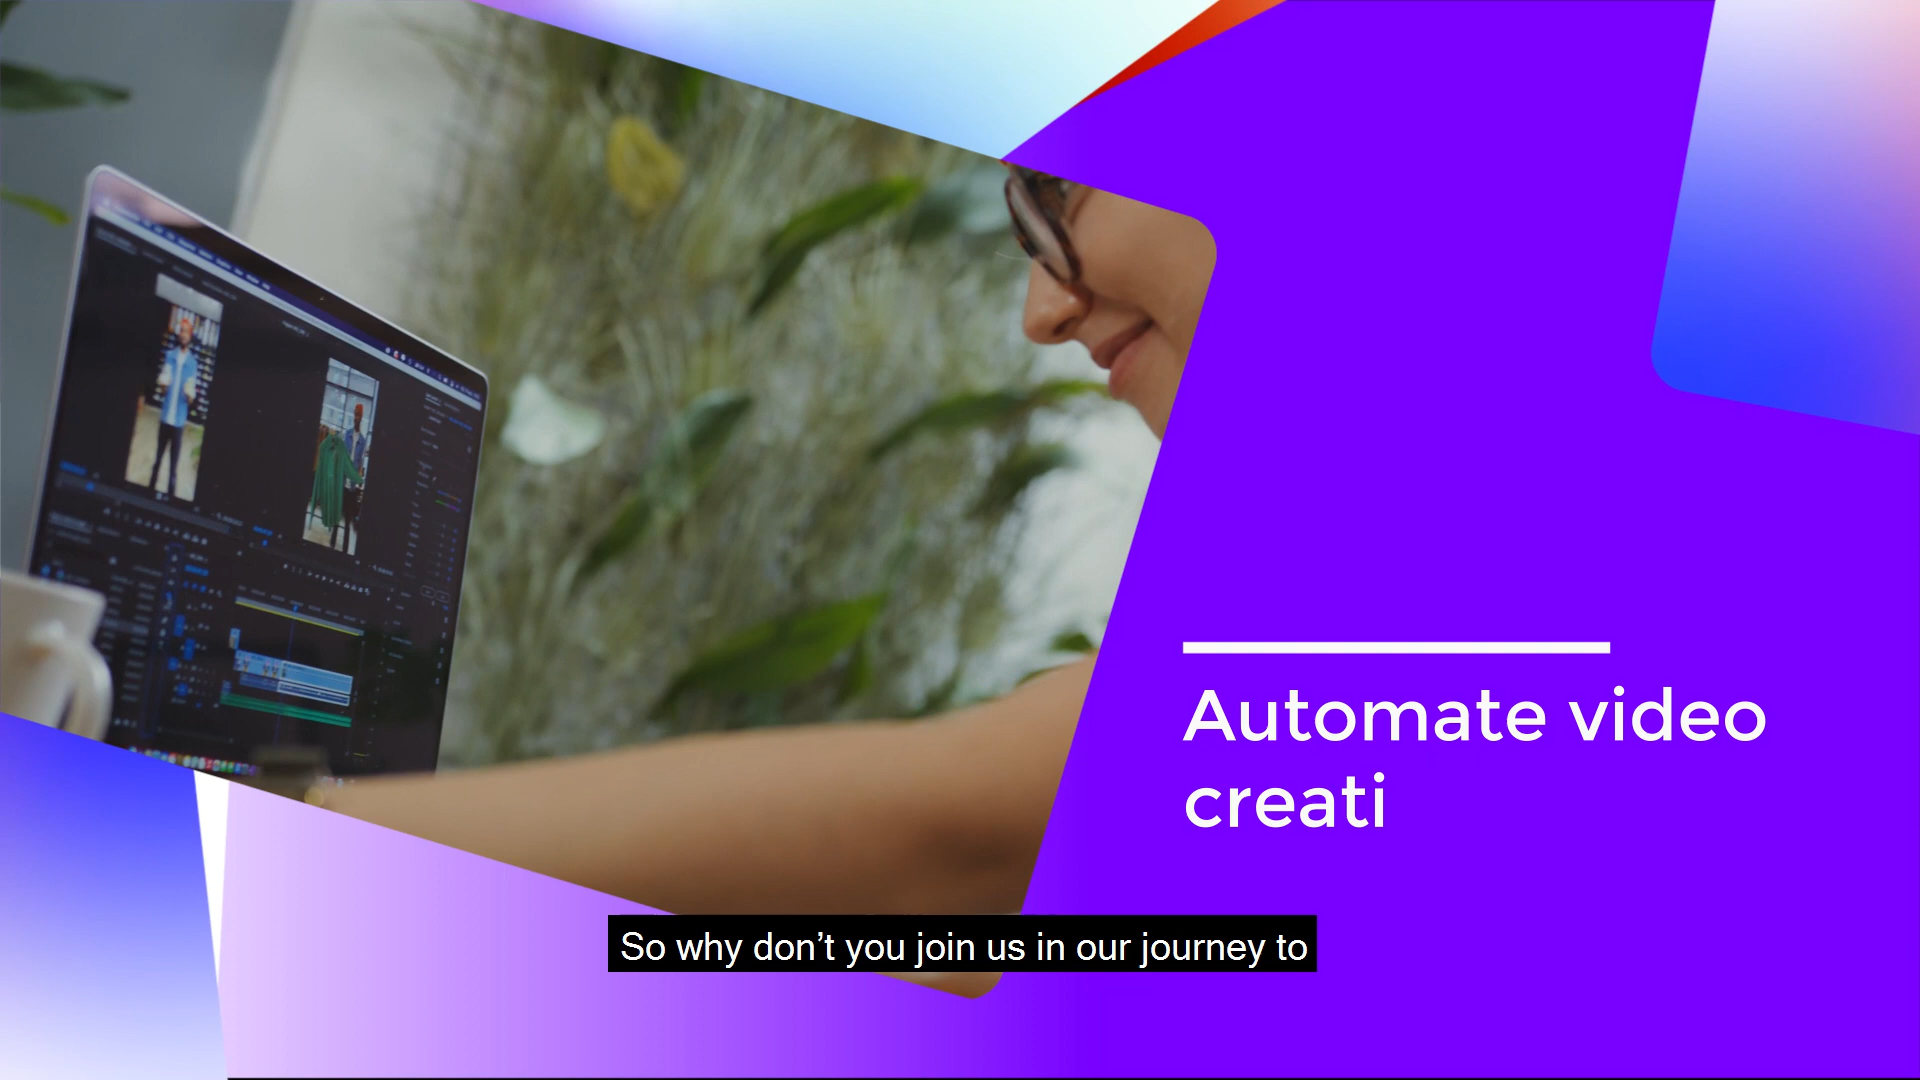 Automate video
creati
So why don’t you join us in our journey to